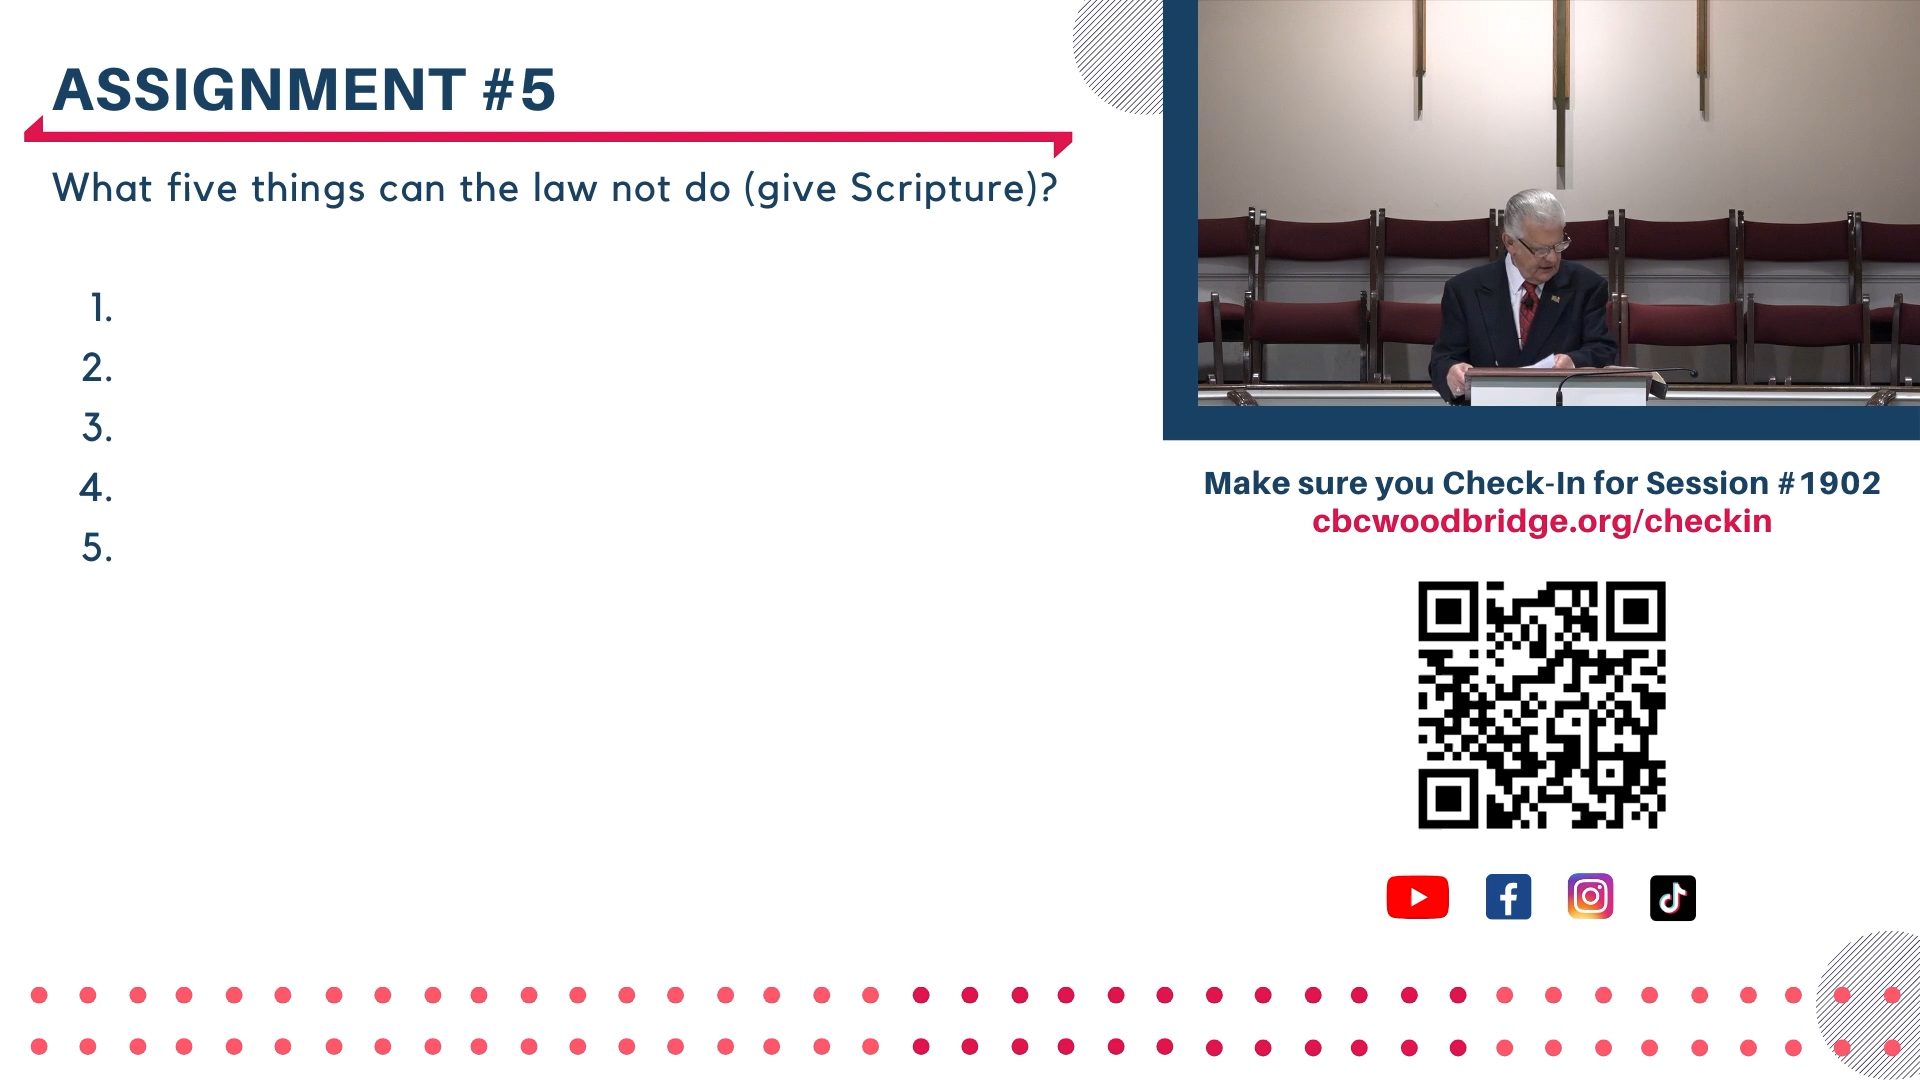 ASSIGNMENT #5
What five things can the law not do (give Scripture)?
1.
2.
3.
4.
5.
Make sure you Check-In for Session #1902
cbcwoodbridge.org/checkin